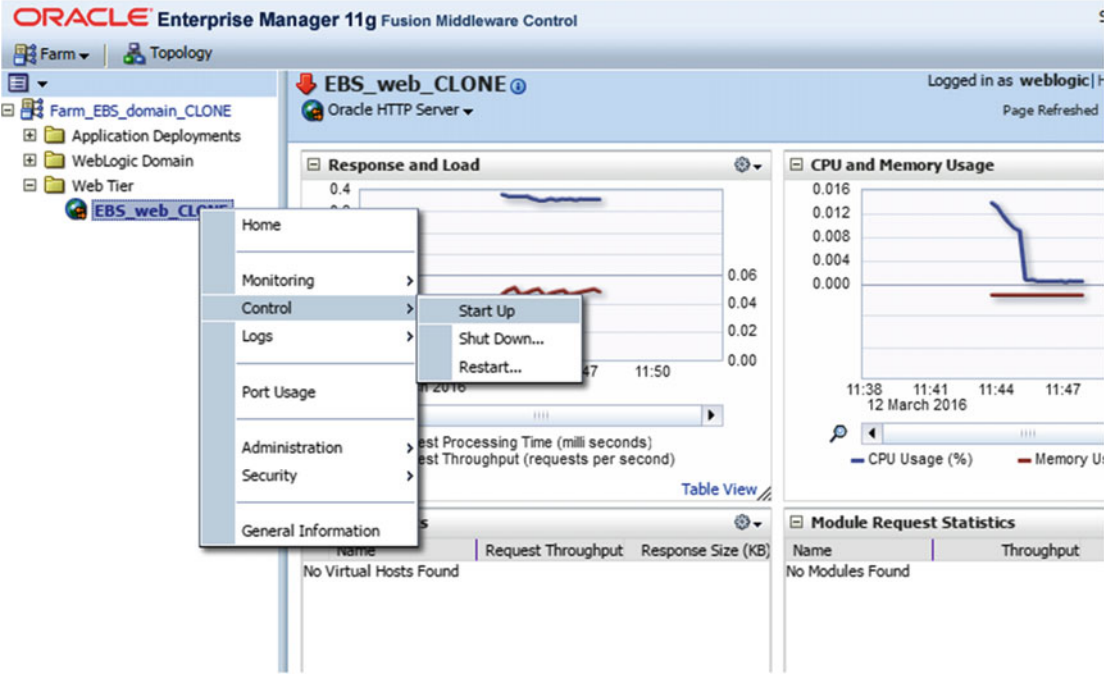 ORACLE Enterprise Manager 11g Fusion Middleware Control
Farm Topology
Farm_EBS_domain_CLONE
Application Deployments
WebLogic Domain
Web Tier
EBS_web_CLONE
EBS_web_CLONE
Logged in as weblogic
Oracle HTTP Server
Page Refreshed
Home
Monitoring
Control
Logs
Port Usage
Administration
Security
General Information
Start Up
Shut Down...
Restart...
Response and Load
0.4
0.06
0.04
0.02
0.00
47 11:50
2016
est Processing Time (milli seconds)
est Throughput (requests per second)
Table View
CPU and Memory Usage
0.016
0.012
0.008
0.004
0.000
11:38 11:41 11:44 11:47
12 March 2016
CPU Usage (%) Memory Us
s
Name Request Throughput Response Size (KB)
No Virtual Hosts Found
Module Request Statistics
Name Throughput
No Modules Found